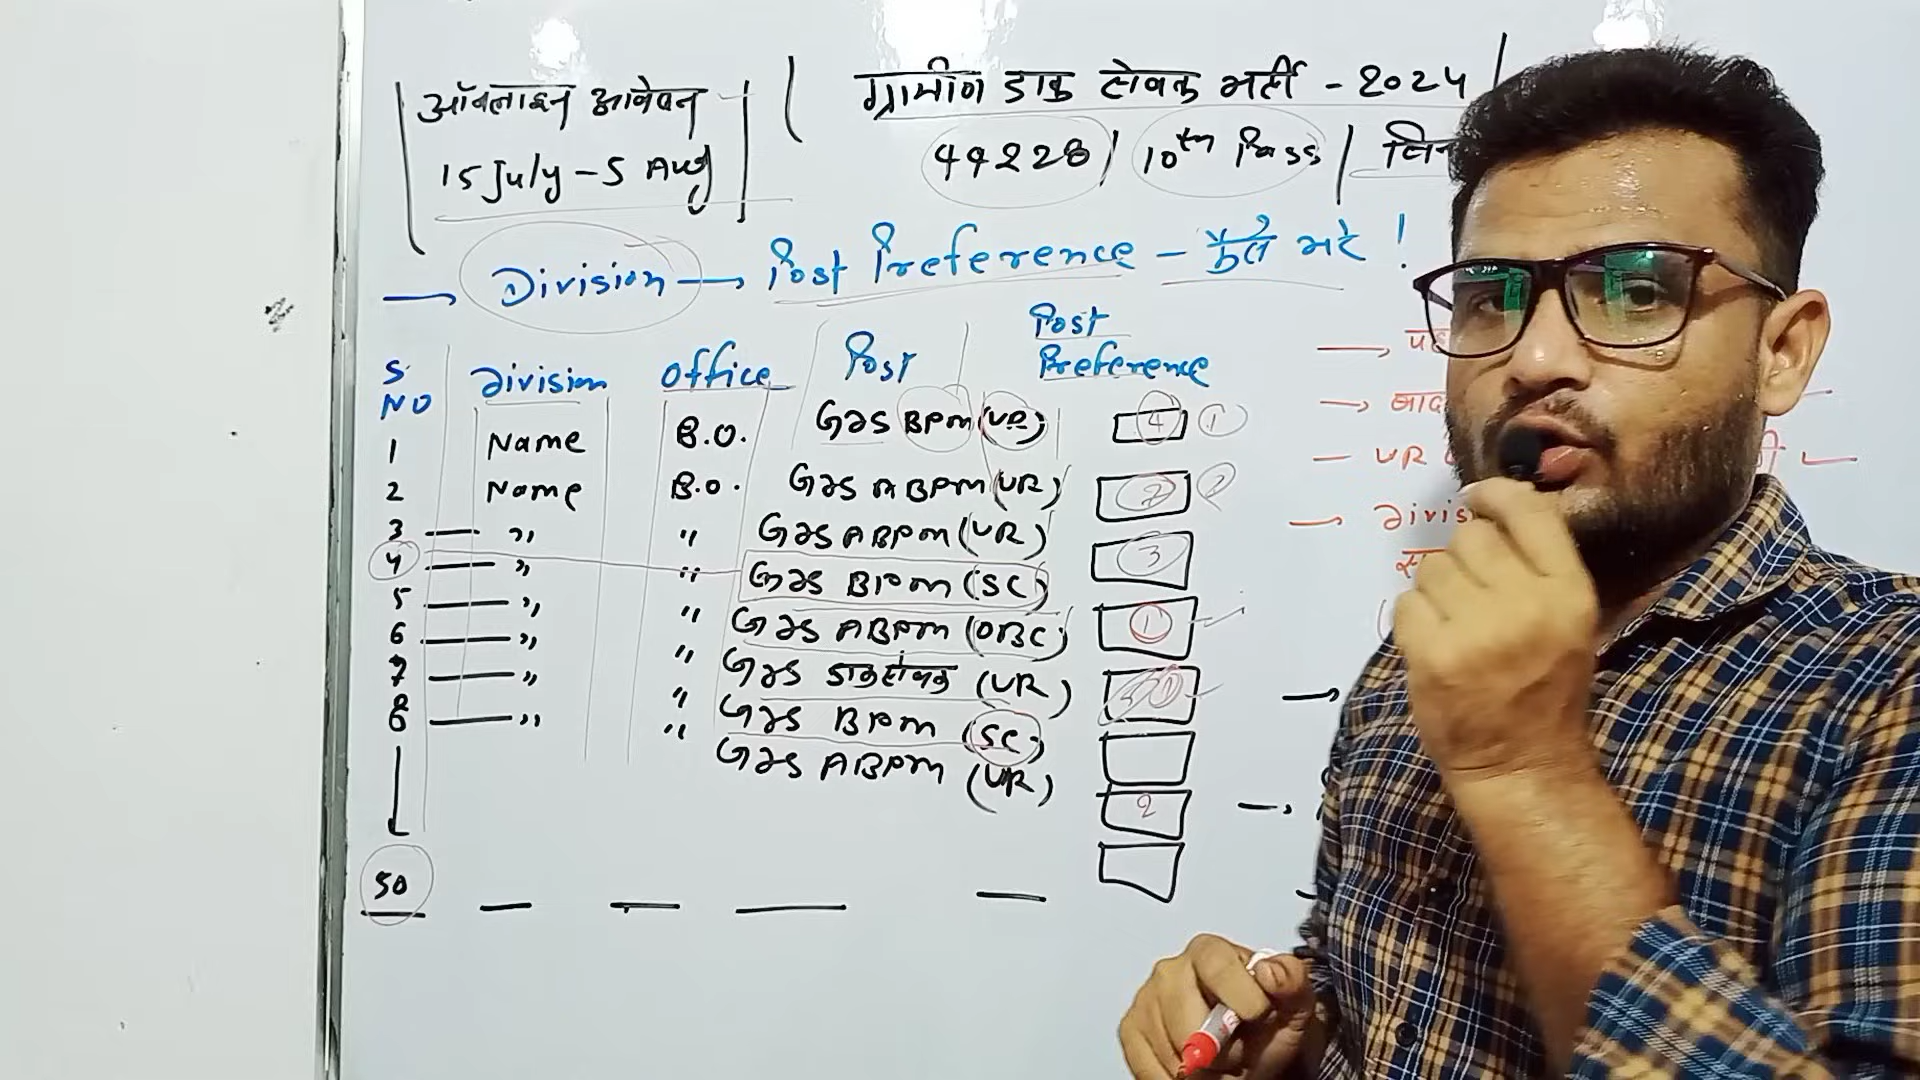 ऑनलाइन आवेदन
15 July - 5 Aug
ग्रामीण डाक सेवक भर्ती - 2024
44228 / 10th Pass /
Division → Post Preference - कैसे भरे !
S. NO Division Office Post Post Preference
1 Name B.O. GDS BPM (UR) 4 1
2 Name B.O. GDS ABPM (UR) 2 2
3 — ,, ,, GDS ABPM (UR) 3
4 — ,, ,, GDS BPM (SC) 1
5 — ,, ,, GDS ABPM (OBC) 1
6 — ,, ,, GDS डाकसेवक (UR)
7 — ,, ,, GDS BPM (SC) 2
8 — ,, ,, GDS ABPM (UR)
50 — — — —
→
→
- UR
→